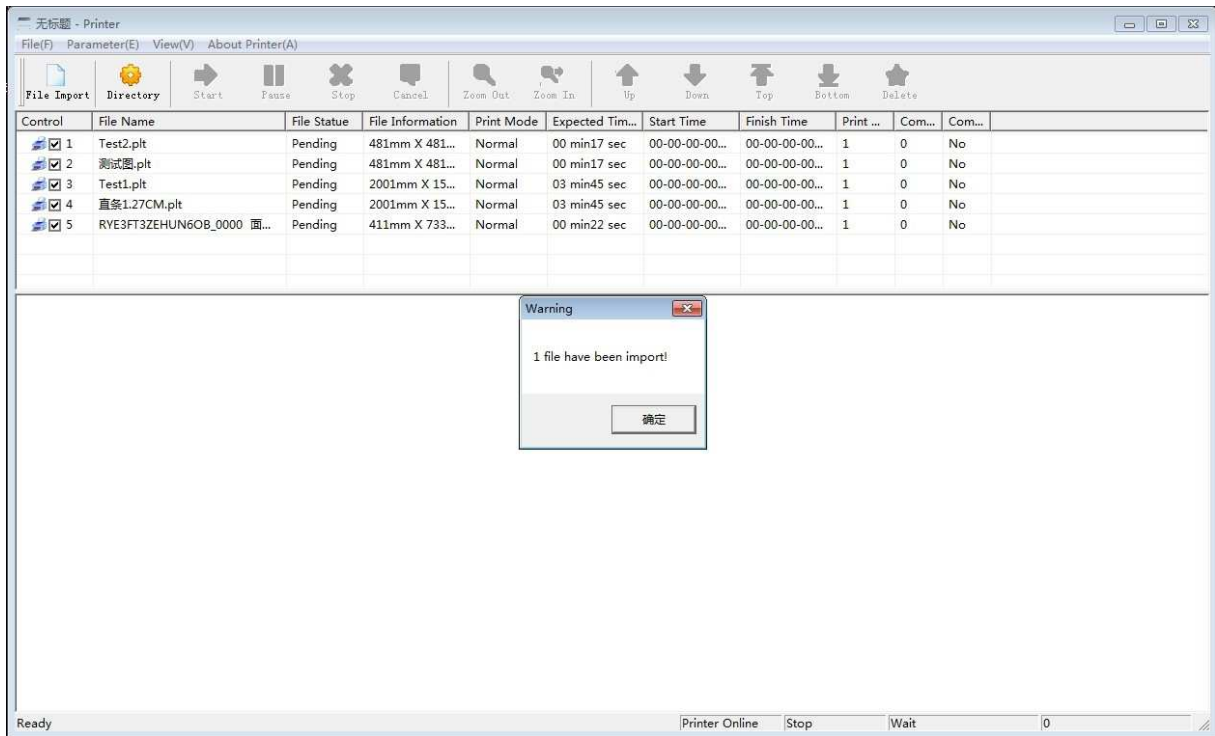 无标题 - Printer
File(F) Parameter(E) View(V) About Printer(A)
File Import Directory Start Pause Stop Cancel Zoom Out Zoom In Up Down Top Bottom Delete
Control File Name File Statue File Information Print Mode Expected Tim... Start Time Finish Time Print ... Com... Com...
1 Test2.plt Pending 481mm X 481... Normal 00 min17 sec 00-00-00-00... 00-00-00-00... 1 0 No
2 测试图.plt Pending 481mm X 481... Normal 00 min17 sec 00-00-00-00... 00-00-00-00... 1 0 No
3 Test1.plt Pending 2001mm X 15... Normal 03 min45 sec 00-00-00-00... 00-00-00-00... 1 0 No
4 直条1.27CM.plt Pending 2001mm X 15... Normal 03 min45 sec 00-00-00-00... 00-00-00-00... 1 0 No
5 RYE3FT3ZEHUN6OB_0000 面... Pending 411mm X 733... Normal 00 min22 sec 00-00-00-00... 00-00-00-00... 1 0 No
Warning
1 file have been import!
确定
Ready Printer Online Stop Wait 0